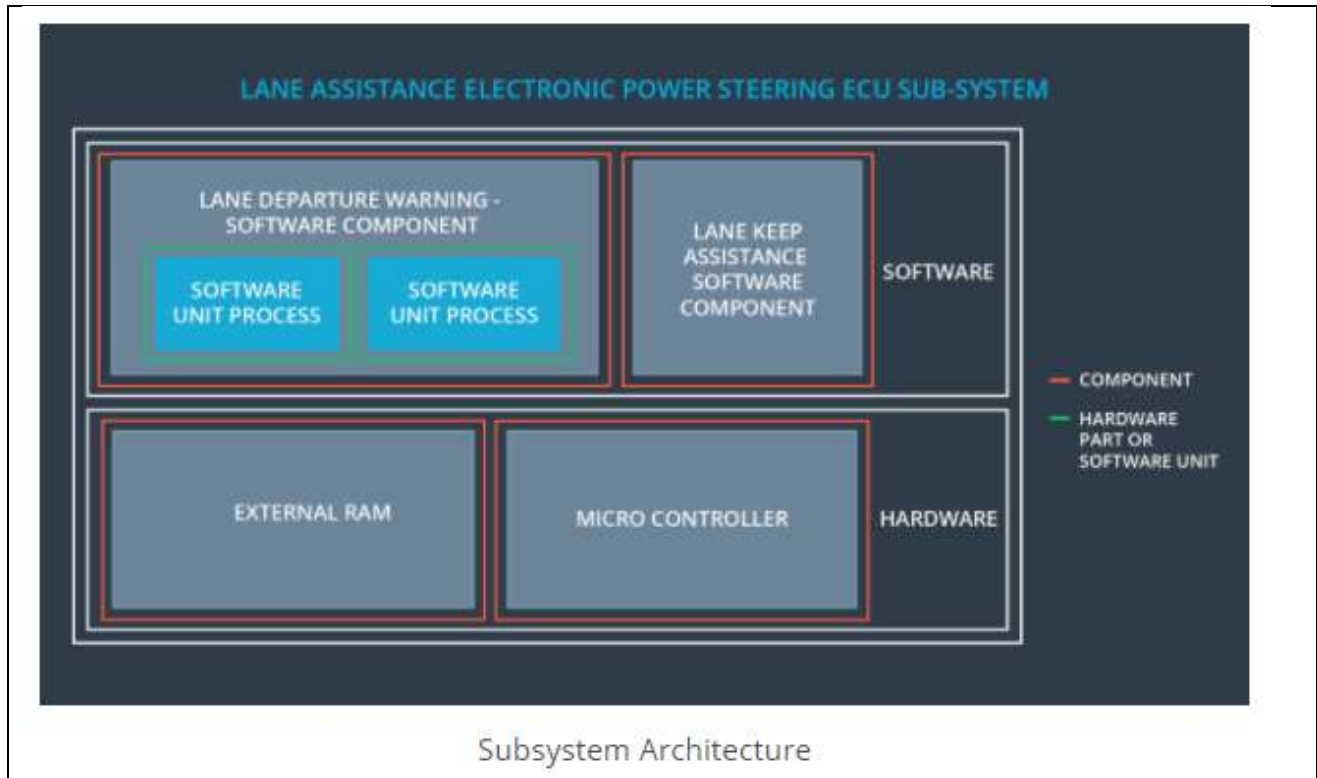 LANE ASSISTANCE ELECTRONIC POWER STEERING ECU SUB-SYSTEM
LANE DEPARTURE WARNING -
SOFTWARE COMPONENT
SOFTWARE
UNIT PROCESS
SOFTWARE
UNIT PROCESS
LANE KEEP
ASSISTANCE
SOFTWARE
COMPONENT
SOFTWARE
EXTERNAL RAM
MICRO CONTROLLER
HARDWARE
COMPONENT
HARDWARE
PART OR
SOFTWARE UNIT
Subsystem Architecture